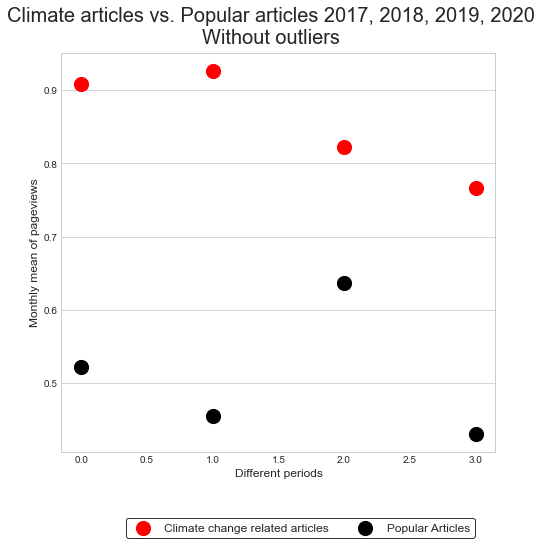 Climate articles vs. Popular articles 2017, 2018, 2019, 2020
Without outliers
0.9
0.8
0.7
0.6
0.5
Monthly mean of pageviews
0.0 0.5 1.0 1.5 2.0 2.5 3.0
Different periods
Climate change related articles Popular Articles